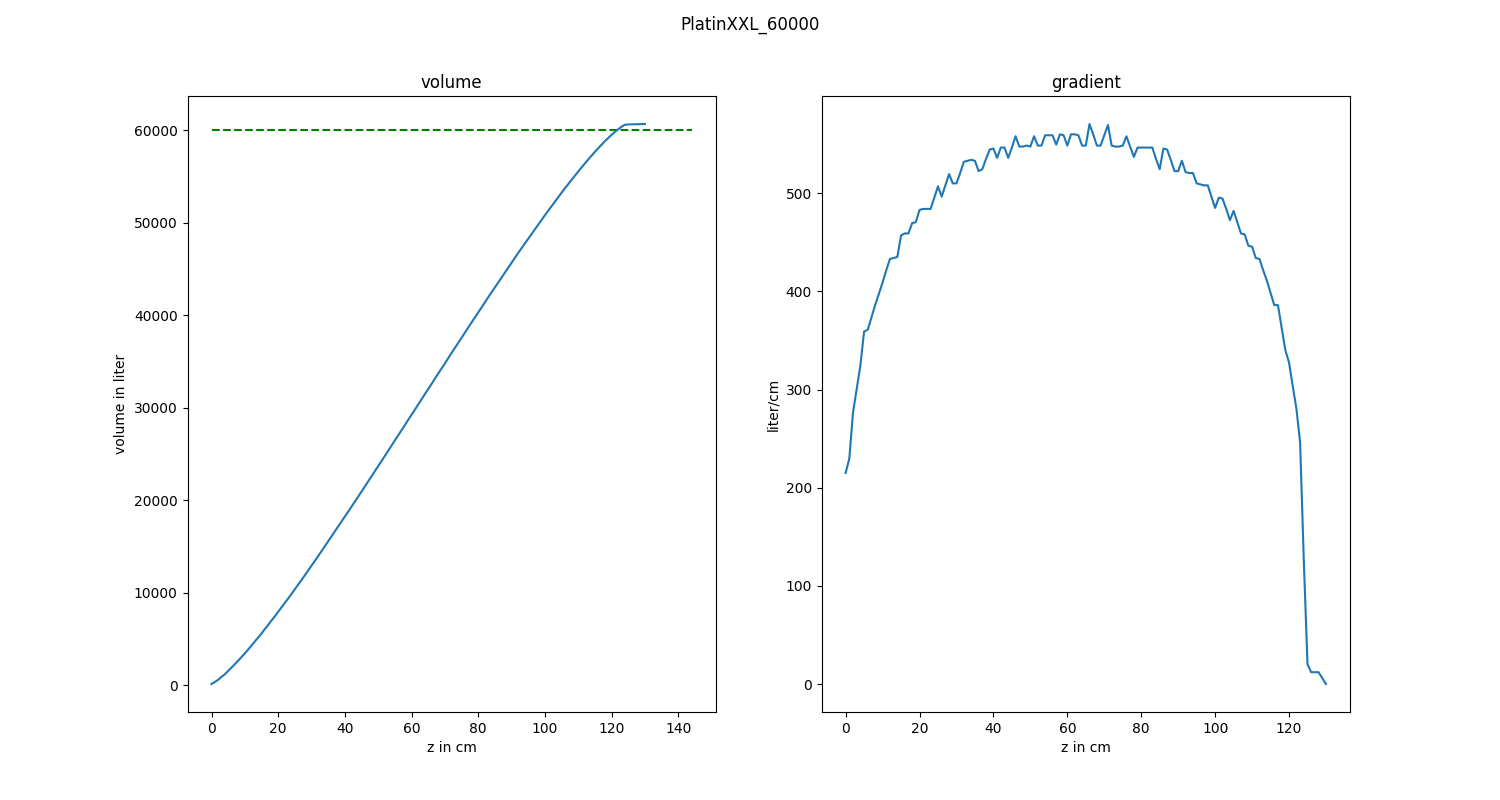 PlatinXXL_60000
volume
60000
50000
40000
30000
20000
10000
0
volume in liter
0 20 40 60 80 100 120 140
z in cm
gradient
500
400
300
200
100
0
liter/cm
0 20 40 60 80 100 120
z in cm